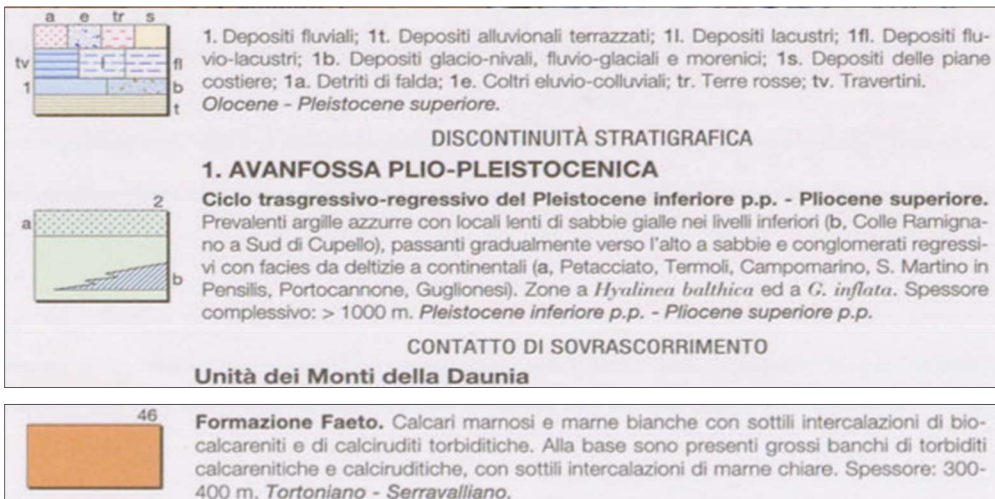 a e tr s
tv fl
1 b
t
1. Depositi fluviali; 1t. Depositi alluvionali terrazzati; 1l. Depositi lacustri; 1fl. Depositi flu-
vio-lacustri; 1b. Depositi glacio-nivali, fluvio-glaciali e morenici; 1s. Depositi delle piane
costiere; 1a. Detriti di falda; 1e. Coltri eluvio-colluviali; tr. Terre rosse; tv. Travertini.
Olocene - Pleistocene superiore.
DISCONTINUITÀ STRATIGRAFICA
1. AVANFOSSA PLIO-PLEISTOCENICA
2
a
b
Ciclo trasgressivo-regressivo del Pleistocene inferiore p.p. - Pliocene superiore.
Prevalenti argille azzurre con locali lenti di sabbie gialle nei livelli inferiori (b, Colle Ramigna-
no a Sud di Cupello), passanti gradualmente verso l'alto a sabbie e conglomerati regressi-
vi con facies da deltizie a continentali (a, Petacciato, Termoli, Campomarino, S. Martino in
Pensilis, Portocannone, Guglionesi). Zone a Hyalinea balthica ed a G. inflata. Spessore
complessivo: > 1000 m. Pleistocene inferiore p.p. - Pliocene superiore p.p.
CONTATTO DI SOVRASCORRIMENTO
Unità dei Monti della Daunia
46
Formazione Faeto. Calcari marnosi e marne bianche con sottili intercalazioni di bio-
calcareniti e di calciruditi torbiditiche. Alla base sono presenti grossi banchi di torbiditi
calcarenitiche e calciruditiche, con sottili intercalazioni di marne chiare. Spessore: 300-
400 m. Tortoniano - Serravalliano.